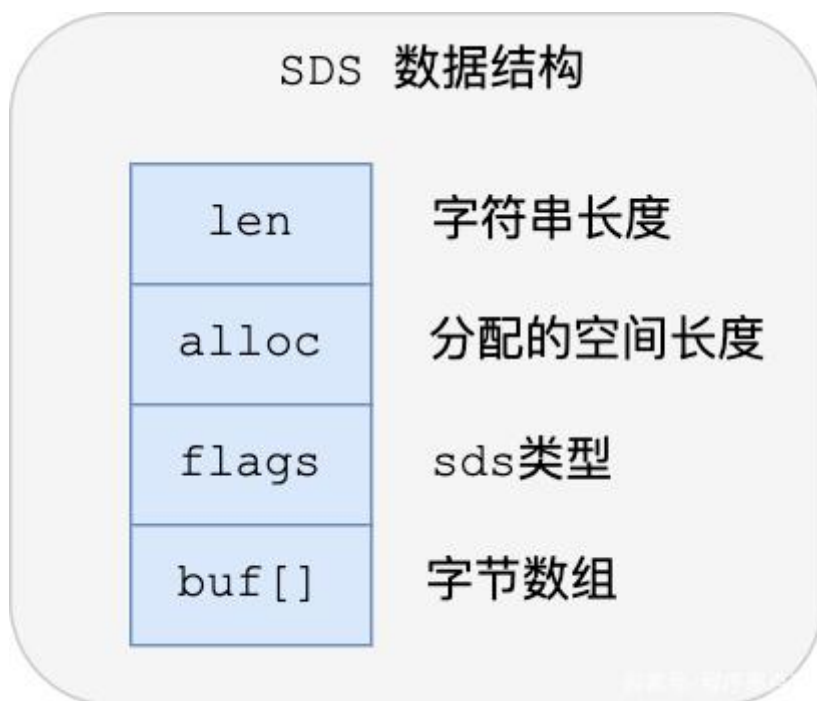 SDS 数据结构
len 字符串长度
alloc 分配的空间长度
flags sds类型
buf[] 字节数组